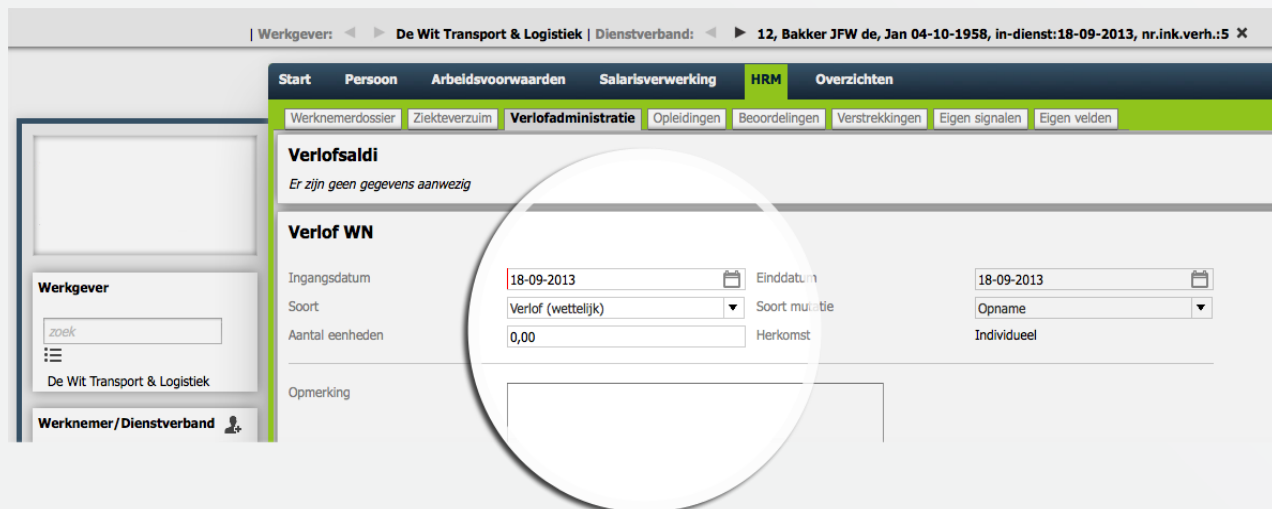 | Werkgever: De Wit Transport & Logistiek | Dienstverband: 12, Bakker JFW de, Jan 04-10-1958, in-dienst:18-09-2013, nr.ink.verh.:5
Start Persoon Arbeidsvoorwaarden Salarisverwerking HRM Overzichten
Werknemerdossier Ziekteverzuim Verlofadministratie Opleidingen Beoordelingen Verstrekkingen Eigen signalen Eigen velden
Verlofsaldi
Er zijn geen gegevens aanwezig
Verlof WN
Ingangsdatum 18-09-2013 Einddatum 18-09-2013
Soort Verlof (wettelijk) Soort mutatie Opname
Aantal eenheden 0,00 Herkomst Individueel
Opmerking
Werkgever
zoek
De Wit Transport & Logistiek
Werknemer/Dienstverband